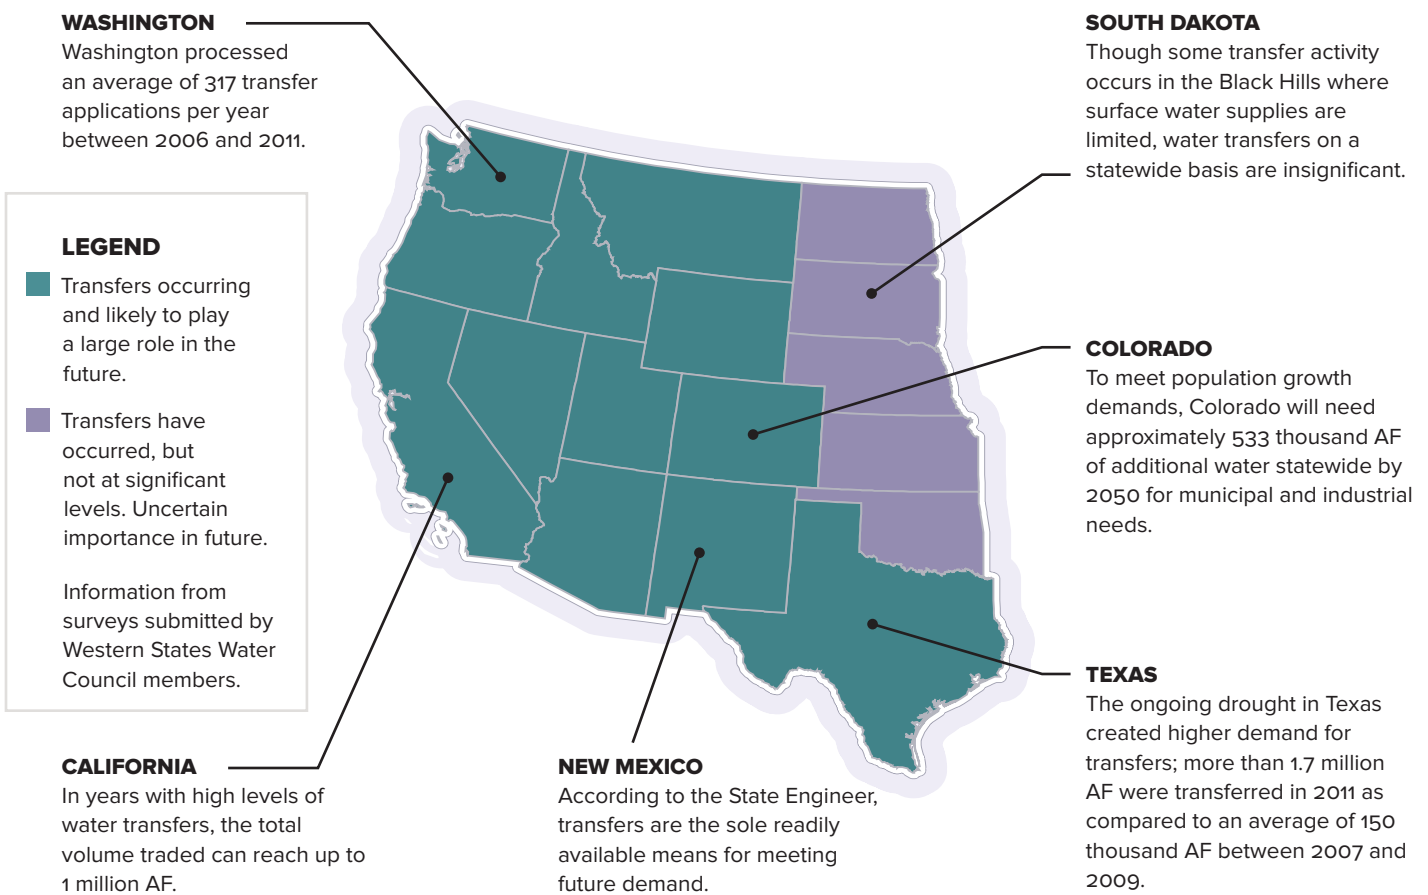 WASHINGTON
Washington processed
an average of 317 transfer
applications per year
between 2006 and 2011.
LEGEND
Transfers occurring
and likely to play
a large role in the
future.
Transfers have
occurred, but
not at significant
levels. Uncertain
importance in future.
Information from
surveys submitted by
Western States Water
Council members.
CALIFORNIA
In years with high levels of
water transfers, the total
volume traded can reach up to
1 million AF.
NEW MEXICO
According to the State Engineer,
transfers are the sole readily
available means for meeting
future demand.
SOUTH DAKOTA
Though some transfer activity
occurs in the Black Hills where
surface water supplies are
limited, water transfers on a
statewide basis are insignificant.
COLORADO
To meet population growth
demands, Colorado will need
approximately 533 thousand AF
of additional water statewide by
2050 for municipal and industrial
needs.
TEXAS
The ongoing drought in Texas
created higher demand for
transfers; more than 1.7 million
AF were transferred in 2011 as
compared to an average of 150
thousand AF between 2007 and
2009.